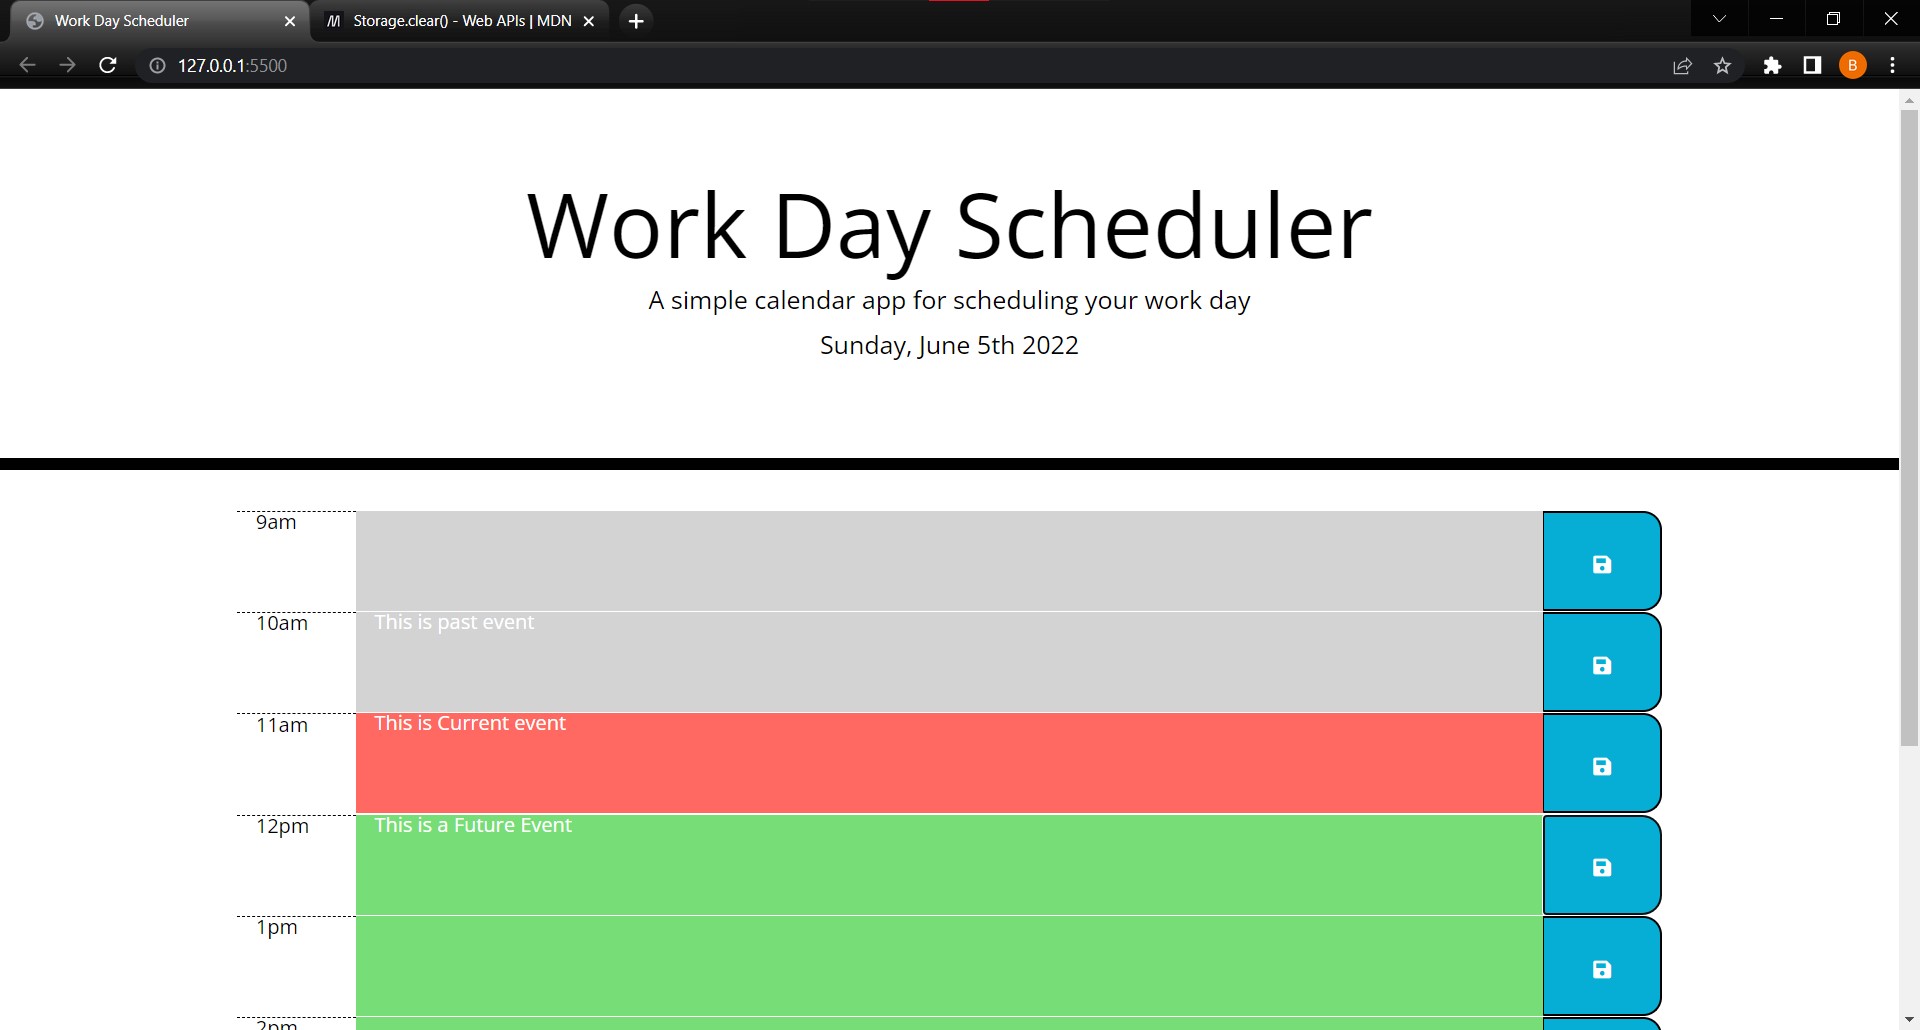 Work Day Scheduler
Storage.clear() - Web APIs | MDN
127.0.0.1:5500
B
Work Day Scheduler
A simple calendar app for scheduling your work day
Sunday, June 5th 2022
9am
10am This is past event
11am This is Current event
12pm This is a Future Event
1pm
2pm